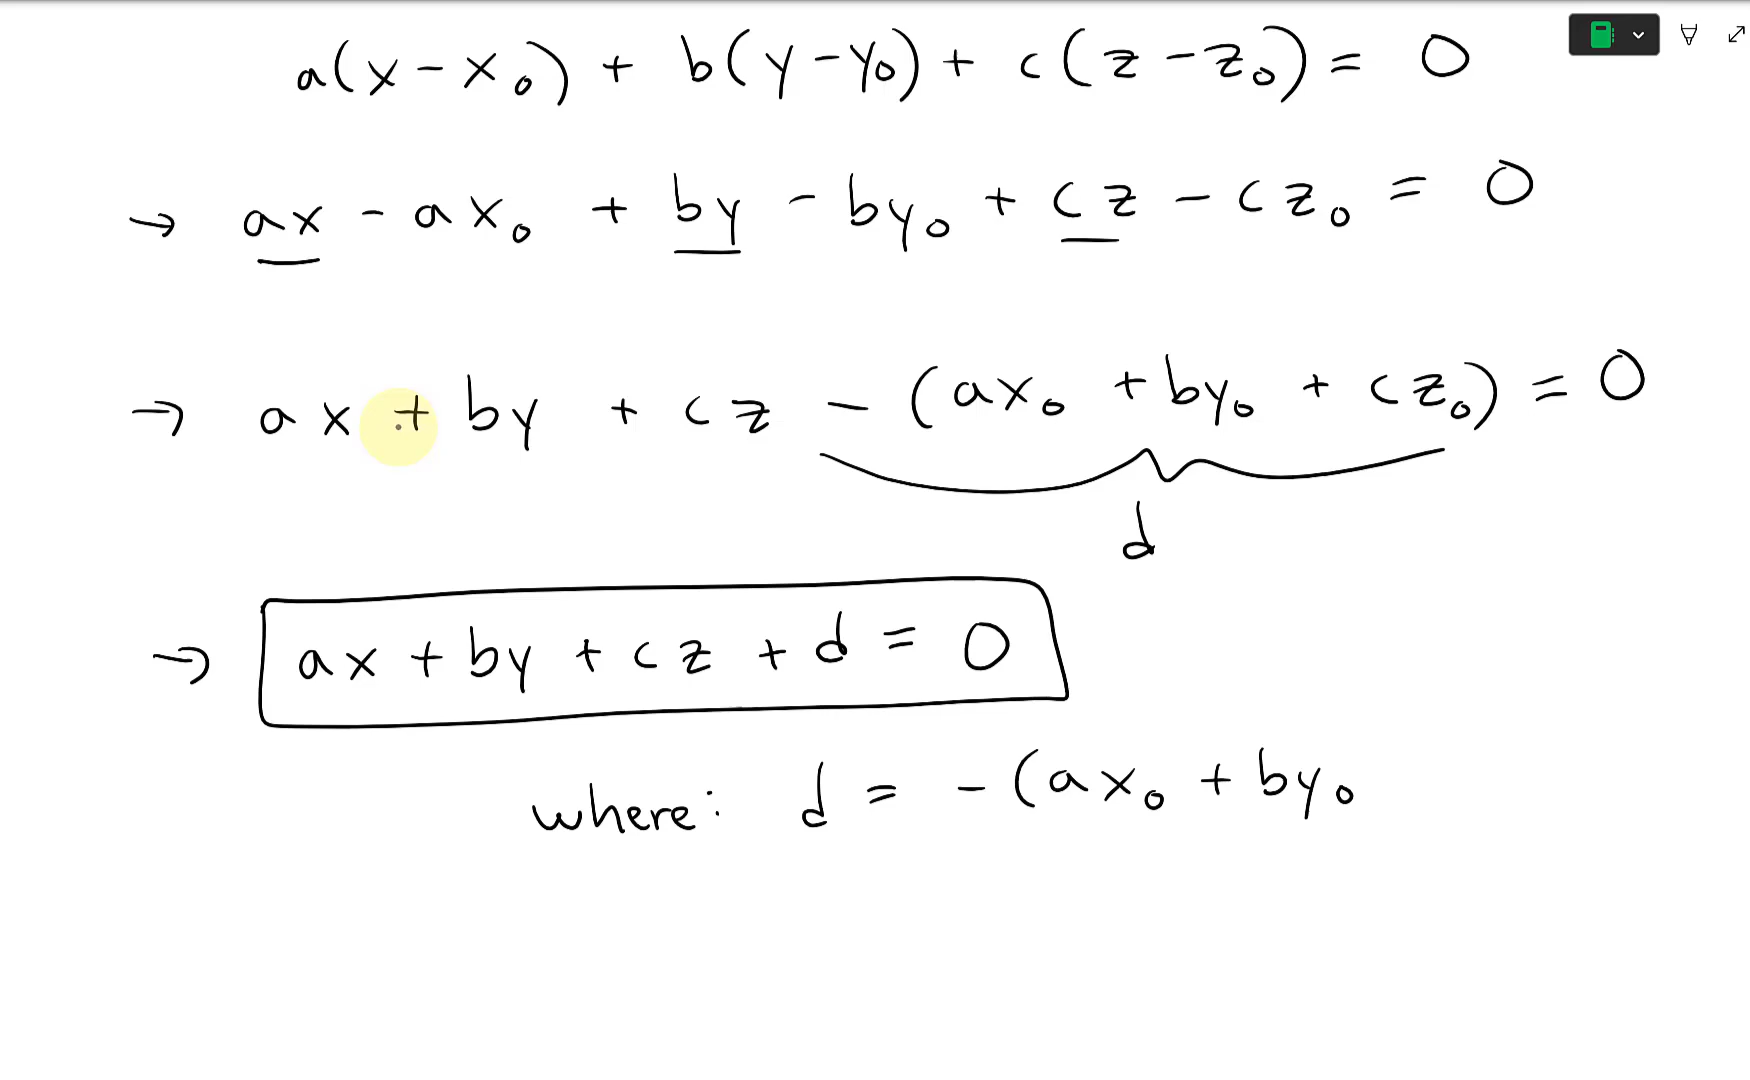 a(x-x₀) + b(y-y₀) + c(z-z₀) = 0
→ ax - ax₀ + by - by₀ + cz - cz₀ = 0
→ ax + by + cz - (ax₀ + by₀ + cz₀) = 0
d
→ ax + by + cz + d = 0
where: d = -(ax₀ + by₀